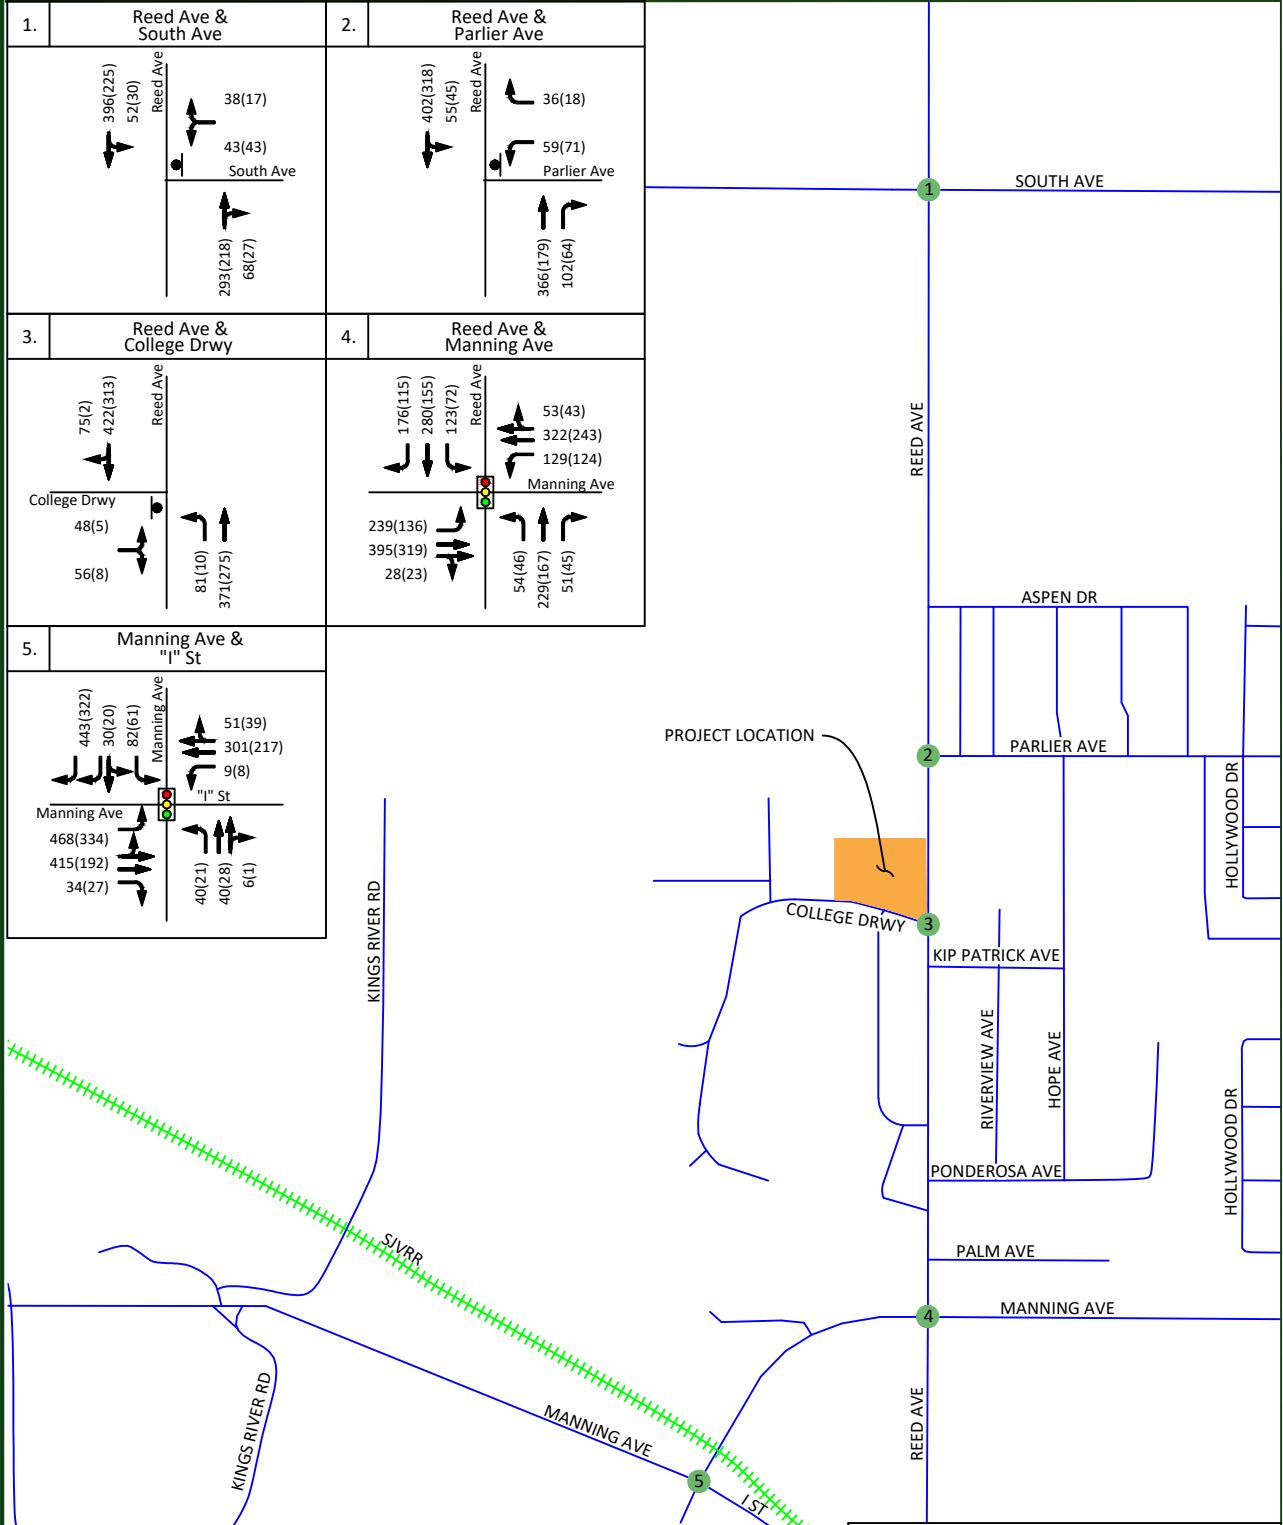 1.
Reed Ave &
South Ave
396(225)
52(30)
Reed Ave
38(17)
43(43)
South Ave
293(218)
68(27)
2.
Reed Ave &
Parlier Ave
402(318)
55(45)
Reed Ave
36(18)
59(71)
Parlier Ave
366(179)
102(64)
3.
Reed Ave &
College Drwy
75(2)
422(313)
Reed Ave
College Drwy
48(5)
56(8)
81(10)
371(275)
4.
Reed Ave &
Manning Ave
176(115)
280(155)
123(72)
Reed Ave
53(43)
322(243)
129(124)
Manning Ave
239(136)
395(319)
28(23)
54(46)
229(167)
51(45)
5.
Manning Ave &
"I" St
443(322)
30(20)
82(61)
Manning Ave
51(39)
301(217)
9(8)
"I" St
Manning Ave
468(334)
415(192)
34(27)
40(21)
40(28)
6(1)
1
SOUTH AVE
REED AVE
ASPEN DR
PROJECT LOCATION
2
PARLIER AVE
HOLLYWOOD DR
COLLEGE DRWY
3
KIP PATRICK AVE
KINGS RIVER RD
RIVERVIEW AVE
HOPE AVE
HOLLYWOOD DR
PONDEROSA AVE
SJVRR
PALM AVE
4
MANNING AVE
KINGS RIVER RD
MANNING AVE
REED AVE
5
I ST